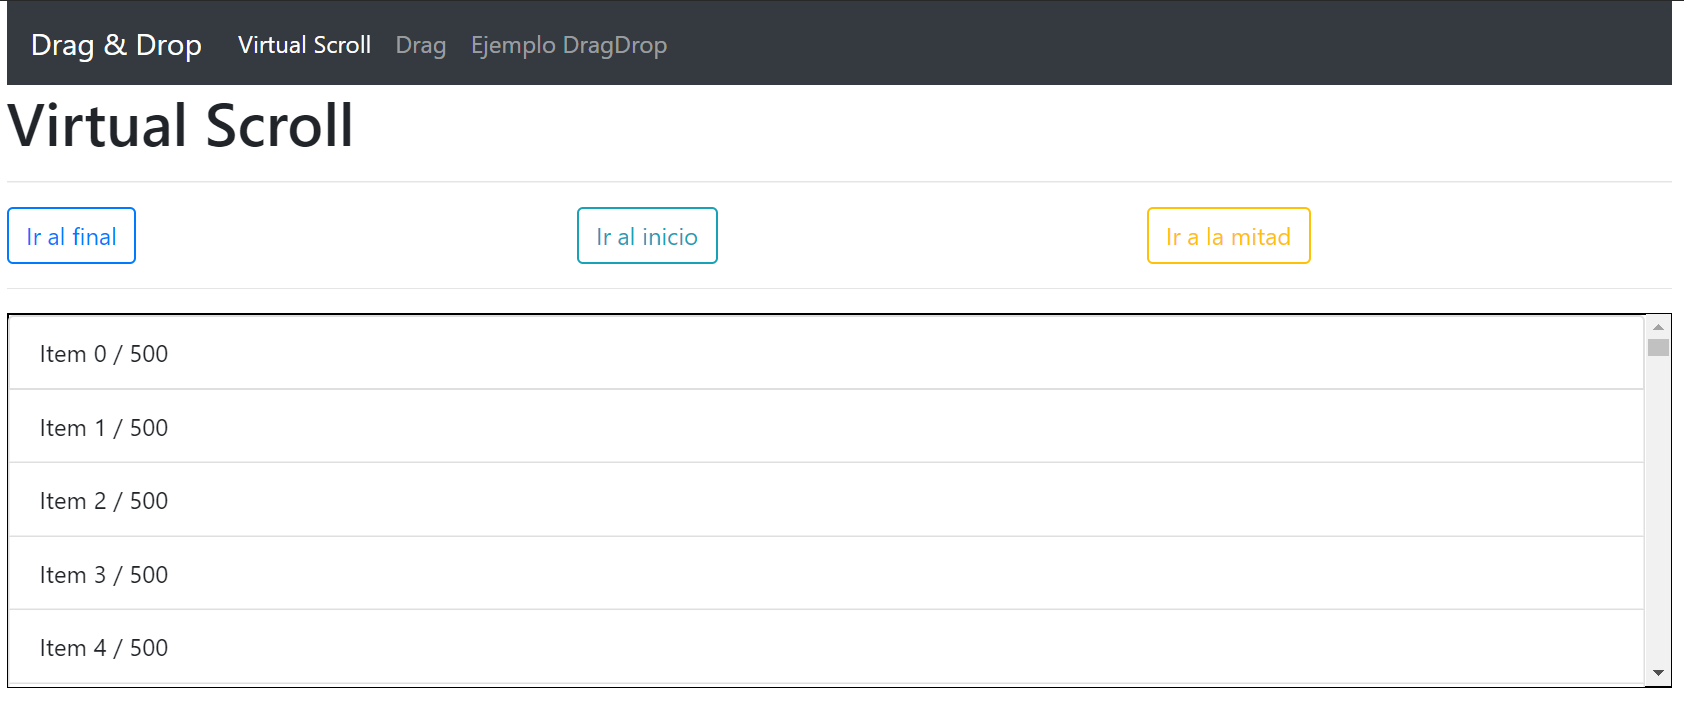 Drag & Drop Virtual Scroll Drag Ejemplo DragDrop
Virtual Scroll
Ir al final Ir al inicio Ir a la mitad
Item 0 / 500
Item 1 / 500
Item 2 / 500
Item 3 / 500
Item 4 / 500